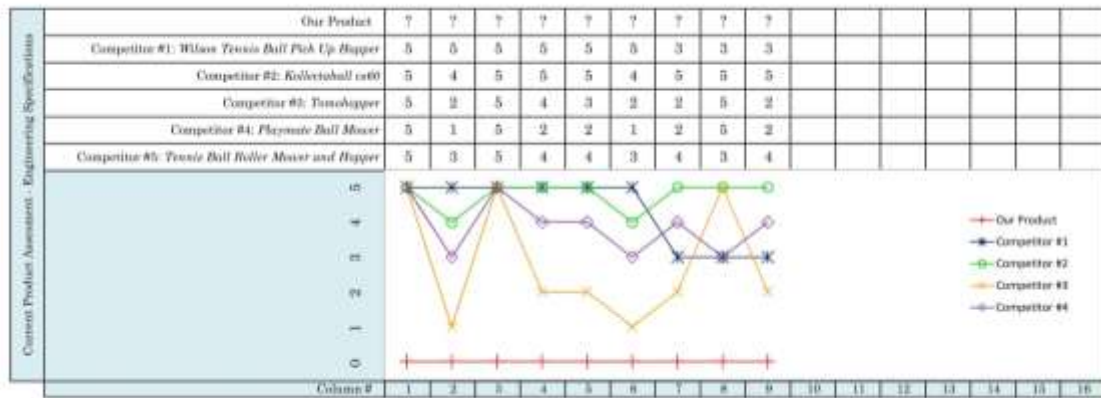 Current Product Assessment - Engineering Specifications
Our Product ? ? ? ? ? ? ? ? ?
Competitor #1: Wilson Tennis Ball Pick Up Hopper 5 5 5 5 5 5 3 3 3
Competitor #2: Kollectaball cs60 5 4 5 5 5 4 5 5 5
Competitor #3: Tomohopper 5 2 5 4 3 2 2 5 2
Competitor #4: Playmate Ball Mower 5 1 5 2 2 1 2 5 2
Competitor #5: Tennis Ball Roller Mower and Hopper 5 3 5 4 4 3 4 3 4
5
4
3
2
1
0
Our Product
Competitor #1
Competitor #2
Competitor #3
Competitor #4
Column # 1 2 3 4 5 6 7 8 9 10 11 12 13 14 15 16